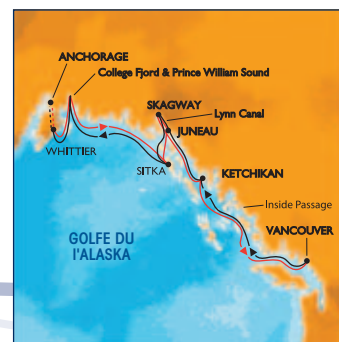 ANCHORAGE
College Fjord & Prince William Sound
SKAGWAY
Lynn Canal
JUNEAU
WHITTIER
SITKA
KETCHIKAN
Inside Passage
VANCOUVER
GOLFE DU
l'ALASKA